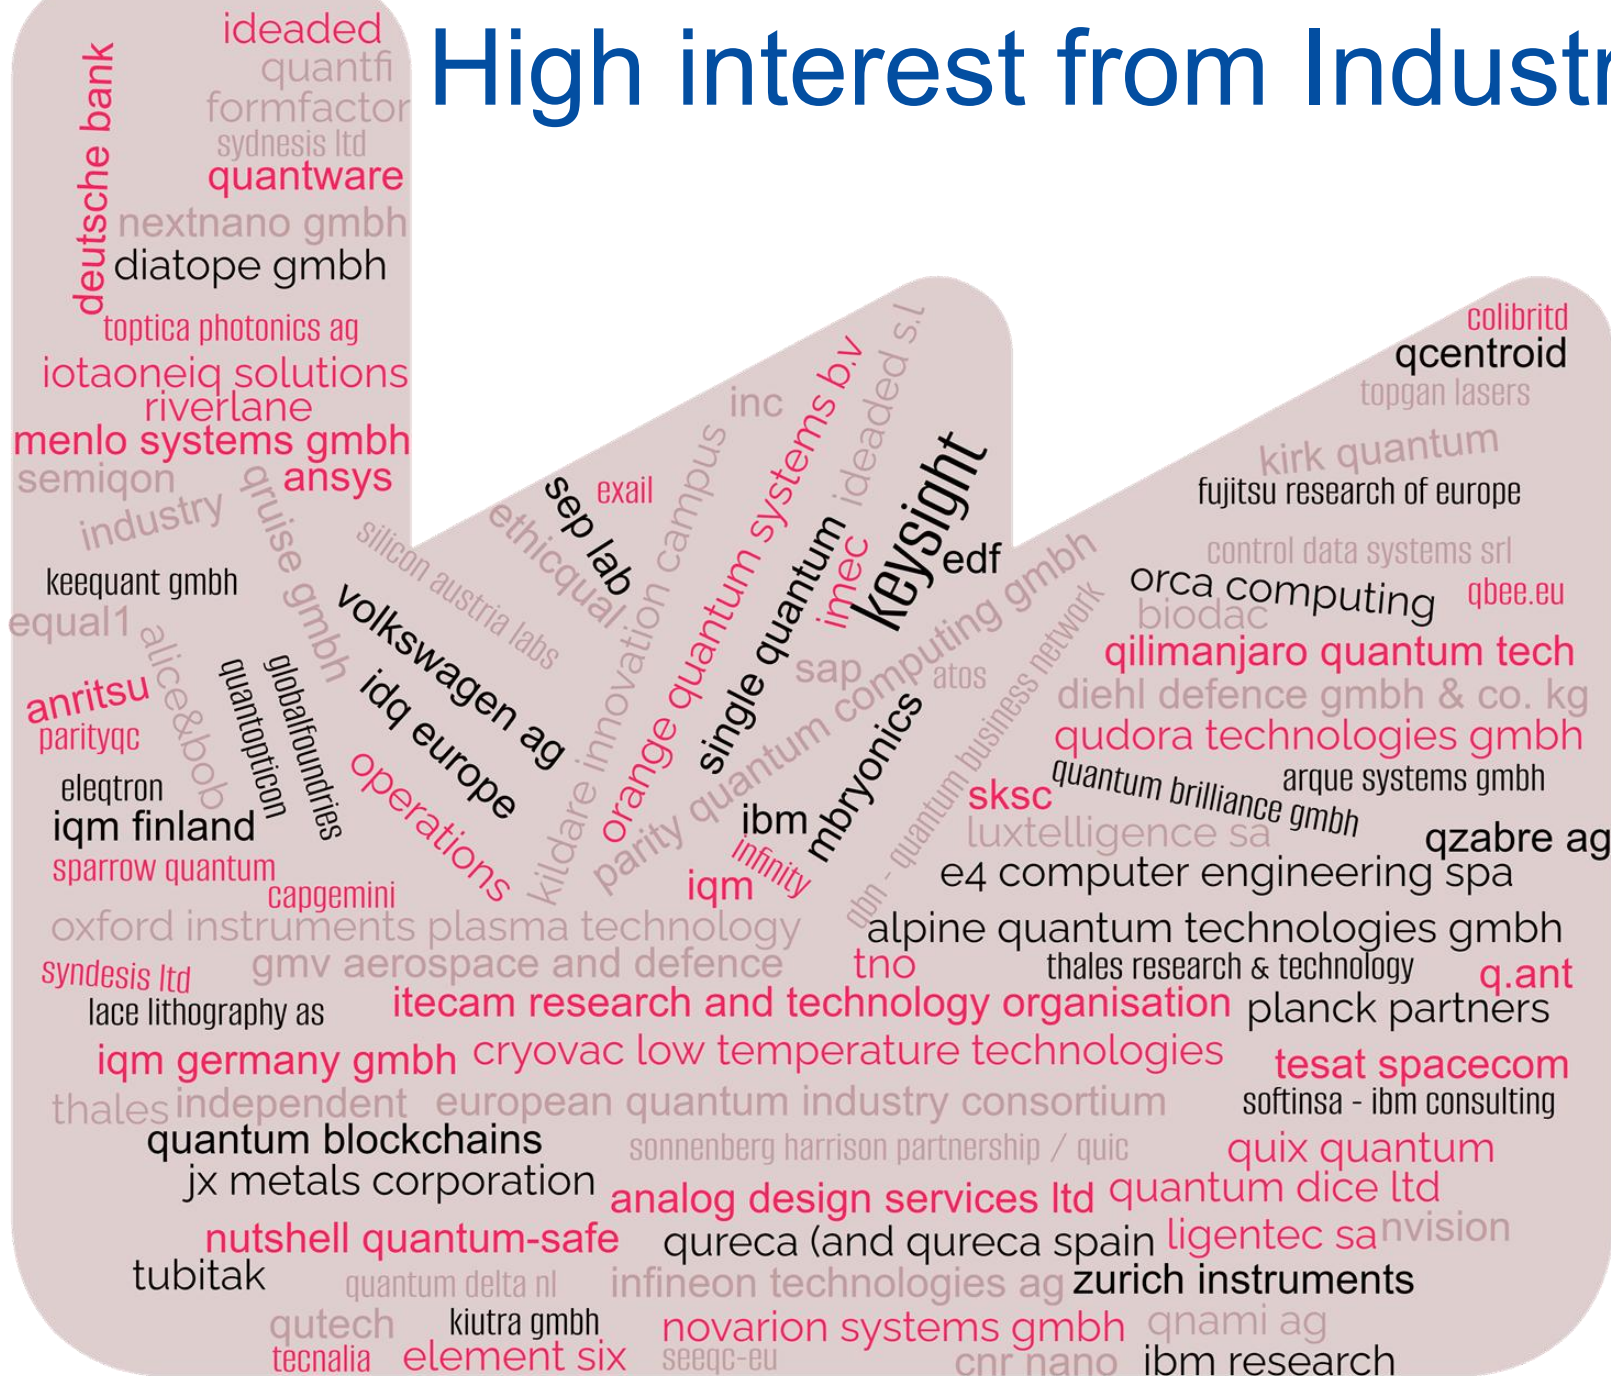 High interest from Industr
ideaded
quantfi
formfactor
sydnesis ltd
quantware
deutsche bank
nextnano gmbh
diatope gmbh
toptica photonics ag
iotaoneiq solutions
riverlane
menlo systems gmbh
semiqon
ansys
industry
qruise gmbh
keequant gmbh
equal1
alice&bob
anritsu
parityqc
quantopticon
globalfoundries
eleqtron
iqm finland
sparrow quantum
capgemini
silicon austria labs
volkswagen ag
idq europe
operations
ethicqual
sep lab
exail
inc
kildare innovation campus
orange quantum systems b.v
ideaded s.l
single quantum
imec
keysight
edf
sap
atos
parity quantum computing gmbh
mbryonics
ibm
infinity
iqm
qbn - quantum business network
colibritd
qcentroid
topgan lasers
kirk quantum
fujitsu research of europe
control data systems srl
orca computing
qbee.eu
biodac
qilimanjaro quantum tech
diehl defence gmbh & co. kg
qudora technologies gmbh
quantum brilliance gmbh
arque systems gmbh
sksc
luxtelligence sa
qzabre ag
e4 computer engineering spa
oxford instruments plasma technology
alpine quantum technologies gmbh
syndesis ltd
gmv aerospace and defence
tno
thales research & technology
q.ant
lace lithography as
itecam research and technology organisation
planck partners
iqm germany gmbh
cryovac low temperature technologies
tesat spacecom
thales
independent
european quantum industry consortium
softinsa - ibm consulting
quantum blockchains
sonnenberg harrison partnership / quic
quix quantum
jx metals corporation
analog design services ltd
quantum dice ltd
nutshell quantum-safe
qureca (and qureca spain
ligentec sa
nvision
tubitak
quantum delta nl
infineon technologies ag
zurich instruments
qutech
kiutra gmbh
novarion systems gmbh
qnami ag
tecnalia
element six
seeqc-eu
cnr nano
ibm research